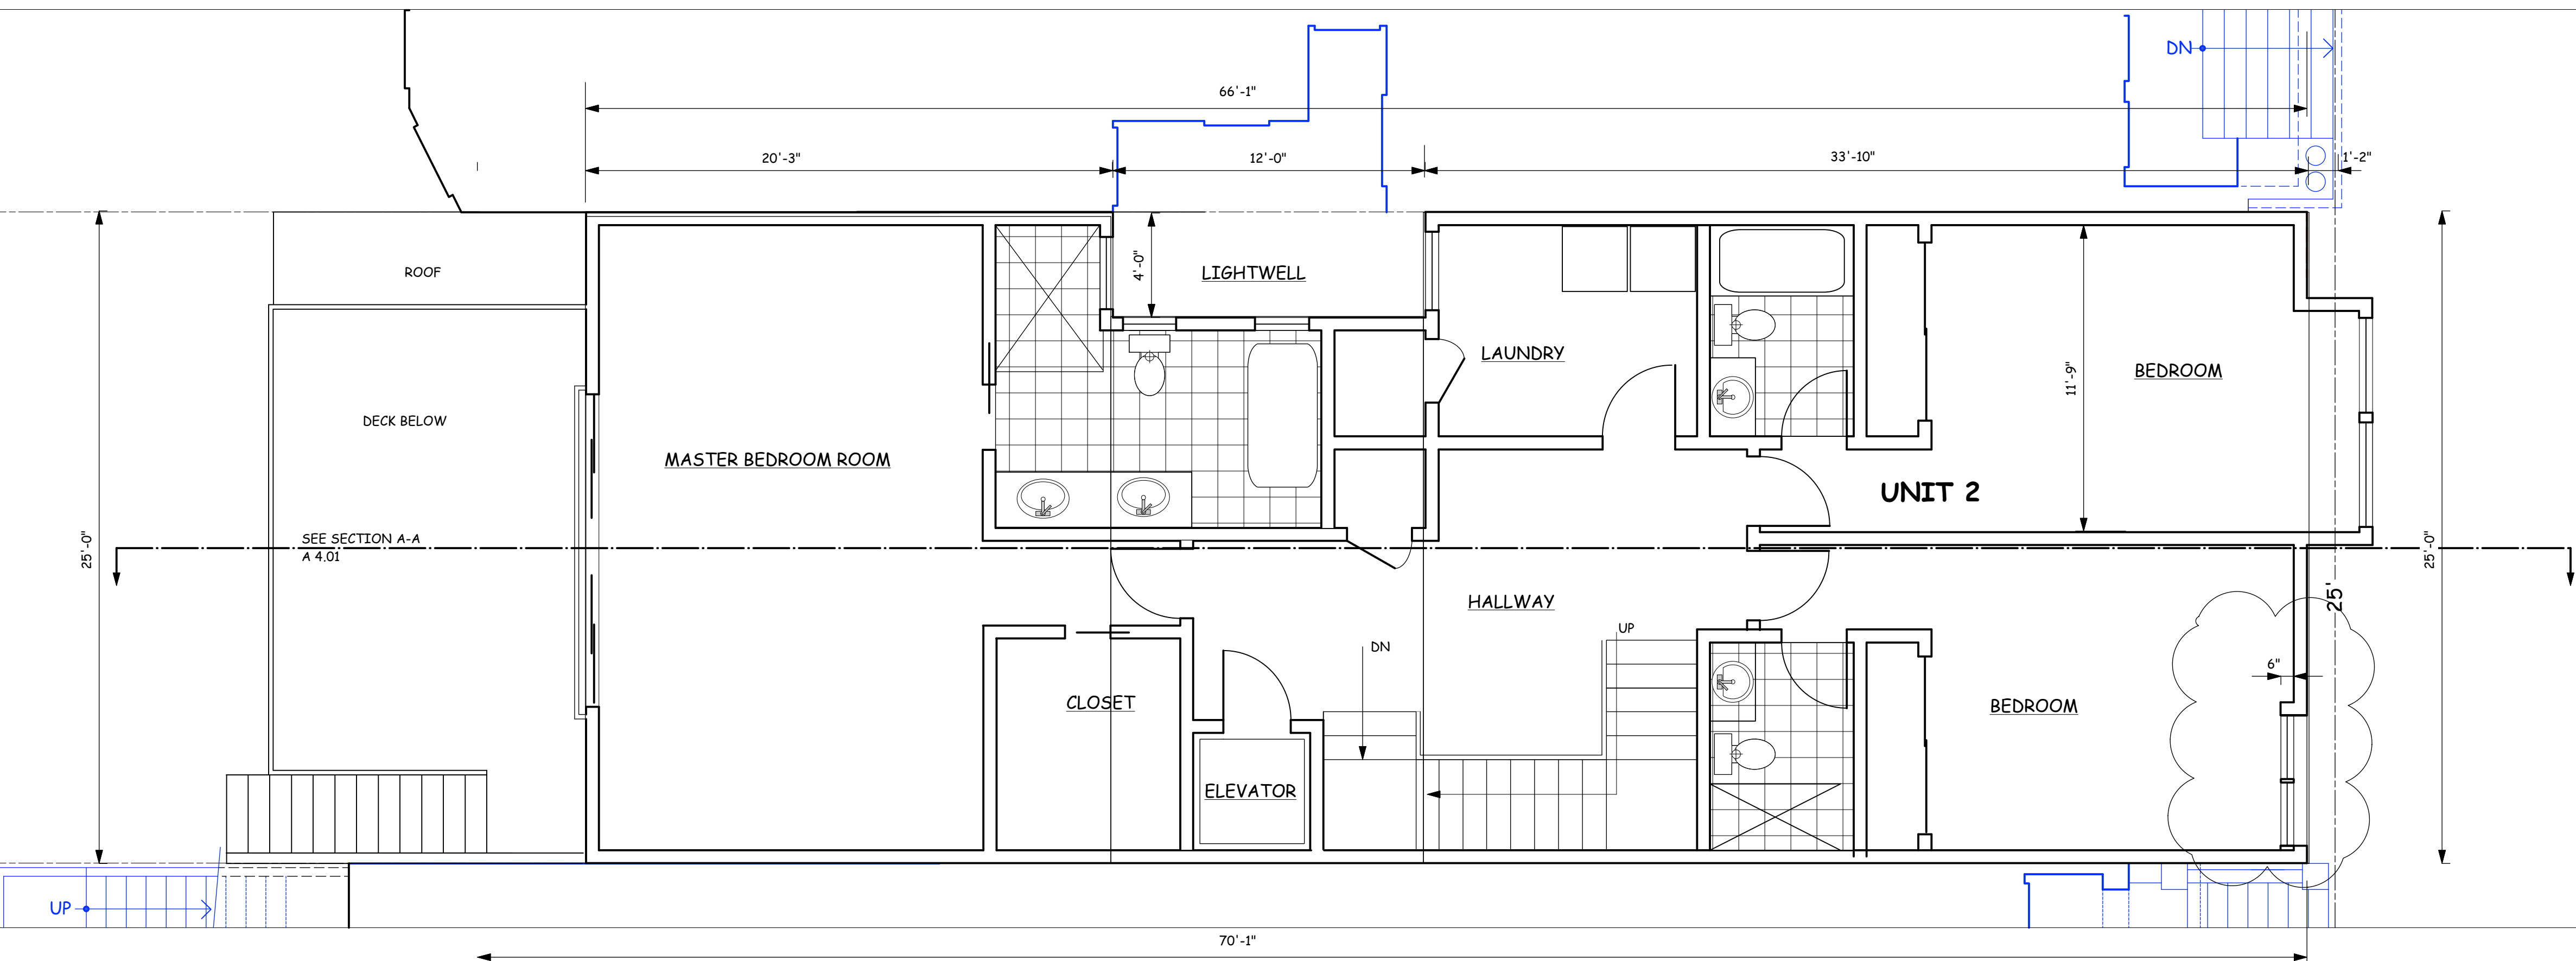 DN
66'-1"
20'-3"
12'-0"
33'-10"
1'-2"
ROOF
4'-0"
LIGHTWELL
LAUNDRY
BEDROOM
11'-9"
DECK BELOW
MASTER BEDROOM ROOM
UNIT 2
25'-0"
SEE SECTION A-A
A 4.01
25'-0"
HALLWAY
25'
UP
DN
6"
CLOSET
BEDROOM
ELEVATOR
UP
70'-1"